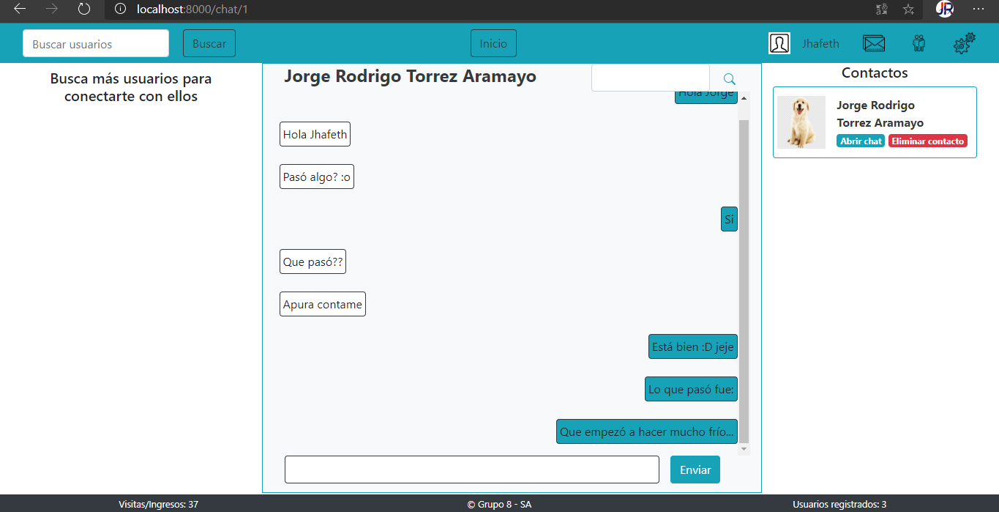 localhost:8000/chat/1
JR
Buscar usuarios
Buscar
Inicio
Jhafeth
Busca más usuarios para
conectarte con ellos
Jorge Rodrigo Torrez Aramayo
Hola Jorge
Hola Jhafeth
Pasó algo? :o
Si
Que pasó??
Apura contame
Está bien :D jeje
Lo que pasó fue:
Que empezó a hacer mucho frío...
Enviar
Contactos
Jorge Rodrigo
Torrez Aramayo
Abrir chat Eliminar contacto
Visitas/Ingresos: 37
© Grupo 8 - SA
Usuarios registrados: 3